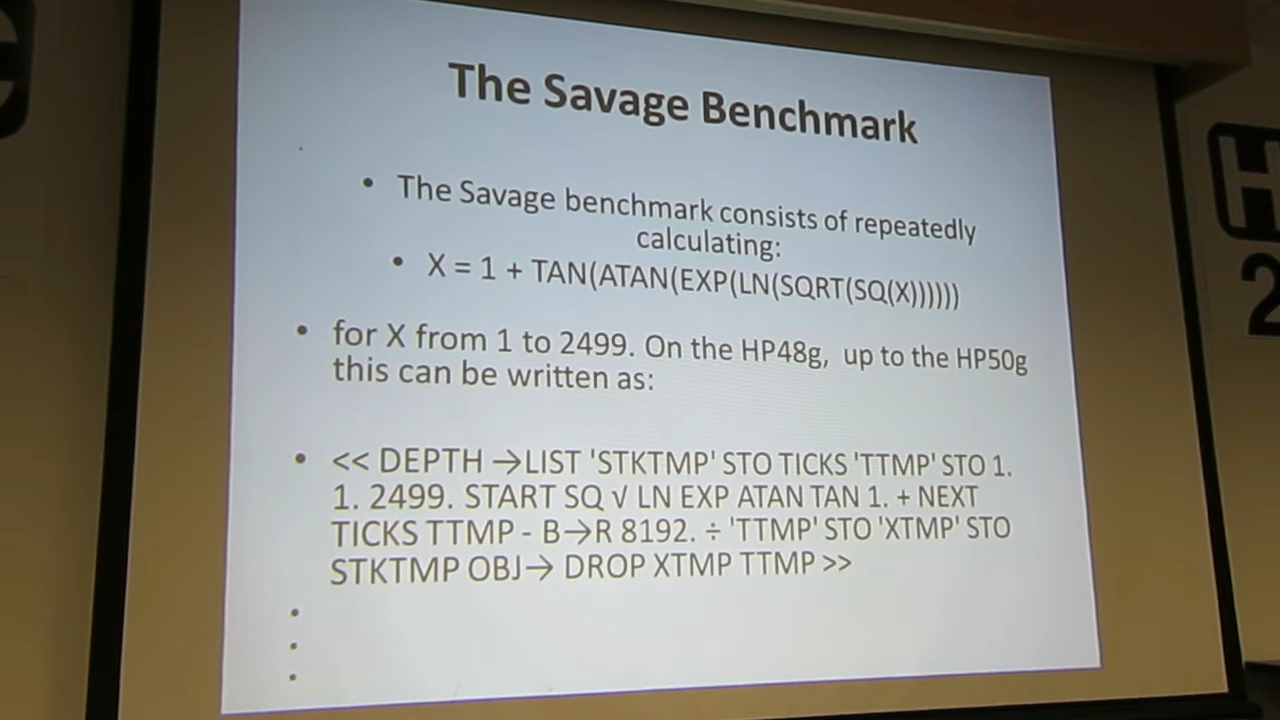 The Savage Benchmark
• The Savage benchmark consists of repeatedly
calculating:
• X = 1 + TAN(ATAN(EXP(LN(SQRT(SQ(X))))))
• for X from 1 to 2499. On the HP48g, up to the HP50g
this can be written as:
• << DEPTH →LIST 'STKTMP' STO TICKS 'TTMP' STO 1.
1. 2499. START SQ √ LN EXP ATAN TAN 1. + NEXT
TICKS TTMP - B→R 8192. ÷ 'TTMP' STO 'XTMP' STO
STKTMP OBJ→ DROP XTMP TTMP >>
•
•
•
H
2